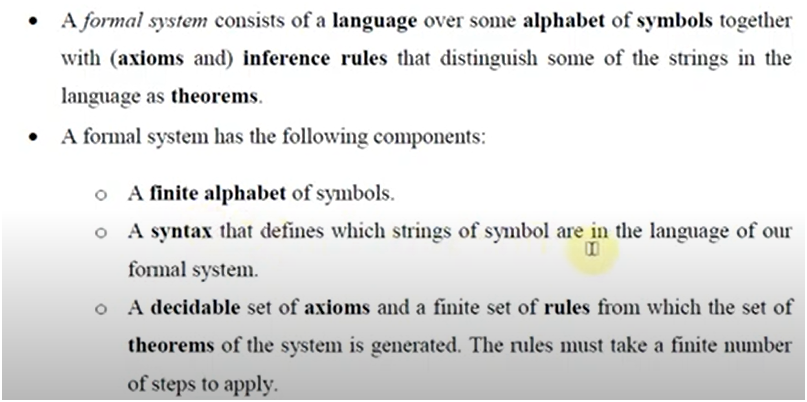 • A formal system consists of a language over some alphabet of symbols together
with (axioms and) inference rules that distinguish some of the strings in the
language as theorems.
• A formal system has the following components:
o A finite alphabet of symbols.
o A syntax that defines which strings of symbol are in the language of our
formal system.
o A decidable set of axioms and a finite set of rules from which the set of
theorems of the system is generated. The rules must take a finite number
of steps to apply.